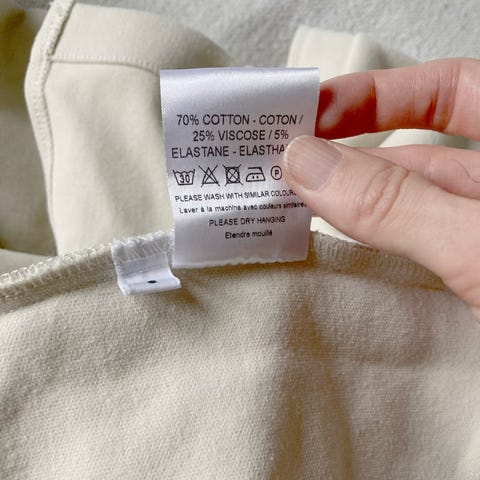 70% COTTON - COTON /
25% VISCOSE / 5%
ELASTANE - ELASTHA
30 P
PLEASE WASH WITH SIMILAR COLOURS
Laver à la machine avec couleurs similaires
PLEASE DRY HANGING
Etendre mouillé